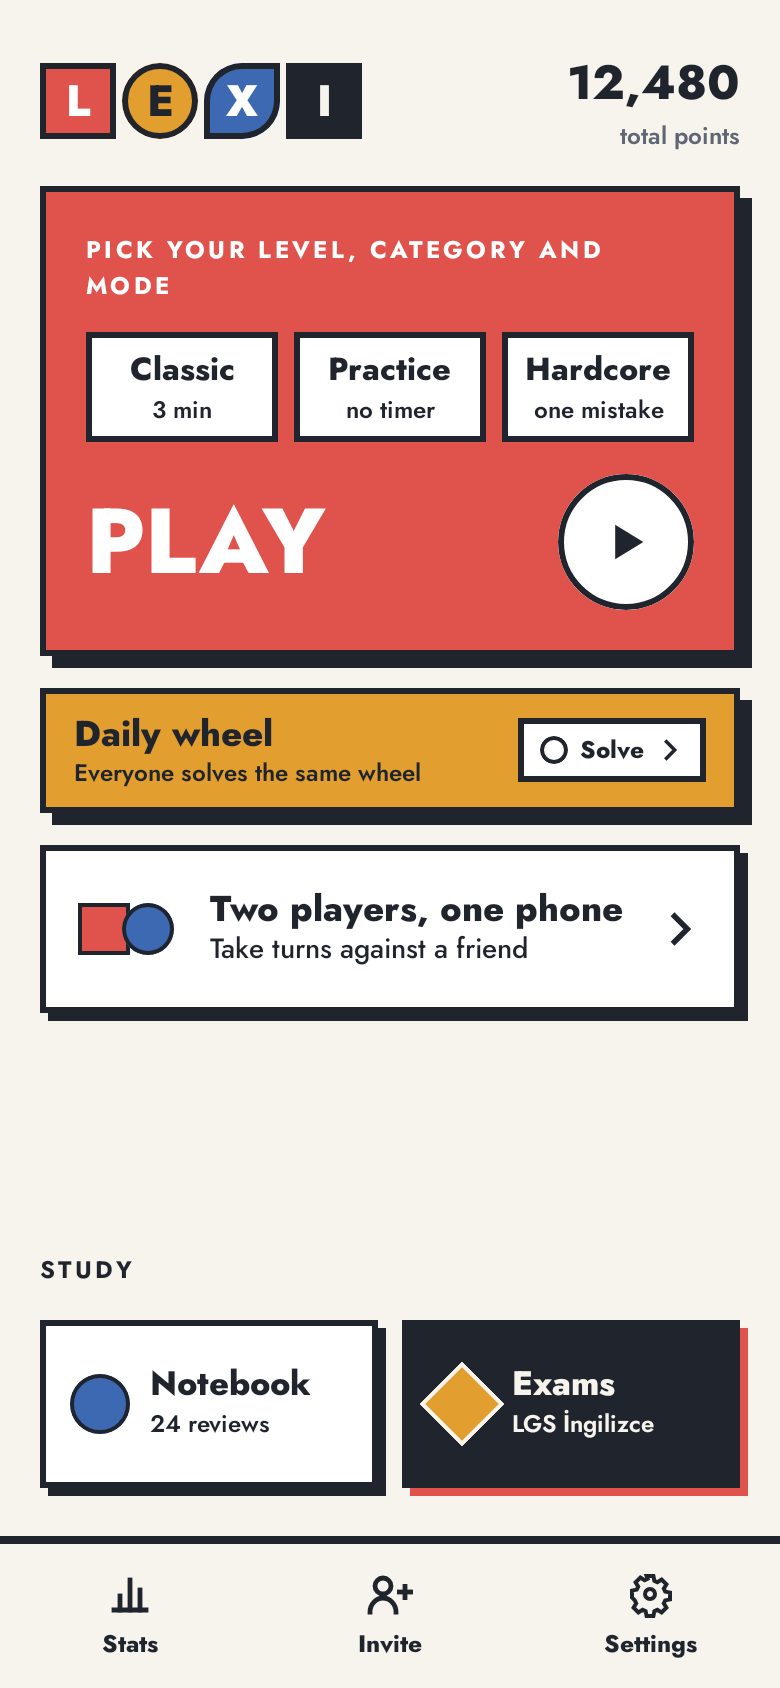 LEXI
12,480
total points
PICK YOUR LEVEL, CATEGORY AND
MODE
Classic
3 min
Practice
no timer
Hardcore
one mistake
PLAY
Daily wheel
Everyone solves the same wheel
Solve
Two players, one phone
Take turns against a friend
STUDY
Notebook
24 reviews
Exams
LGS İngilizce
Stats
Invite
Settings